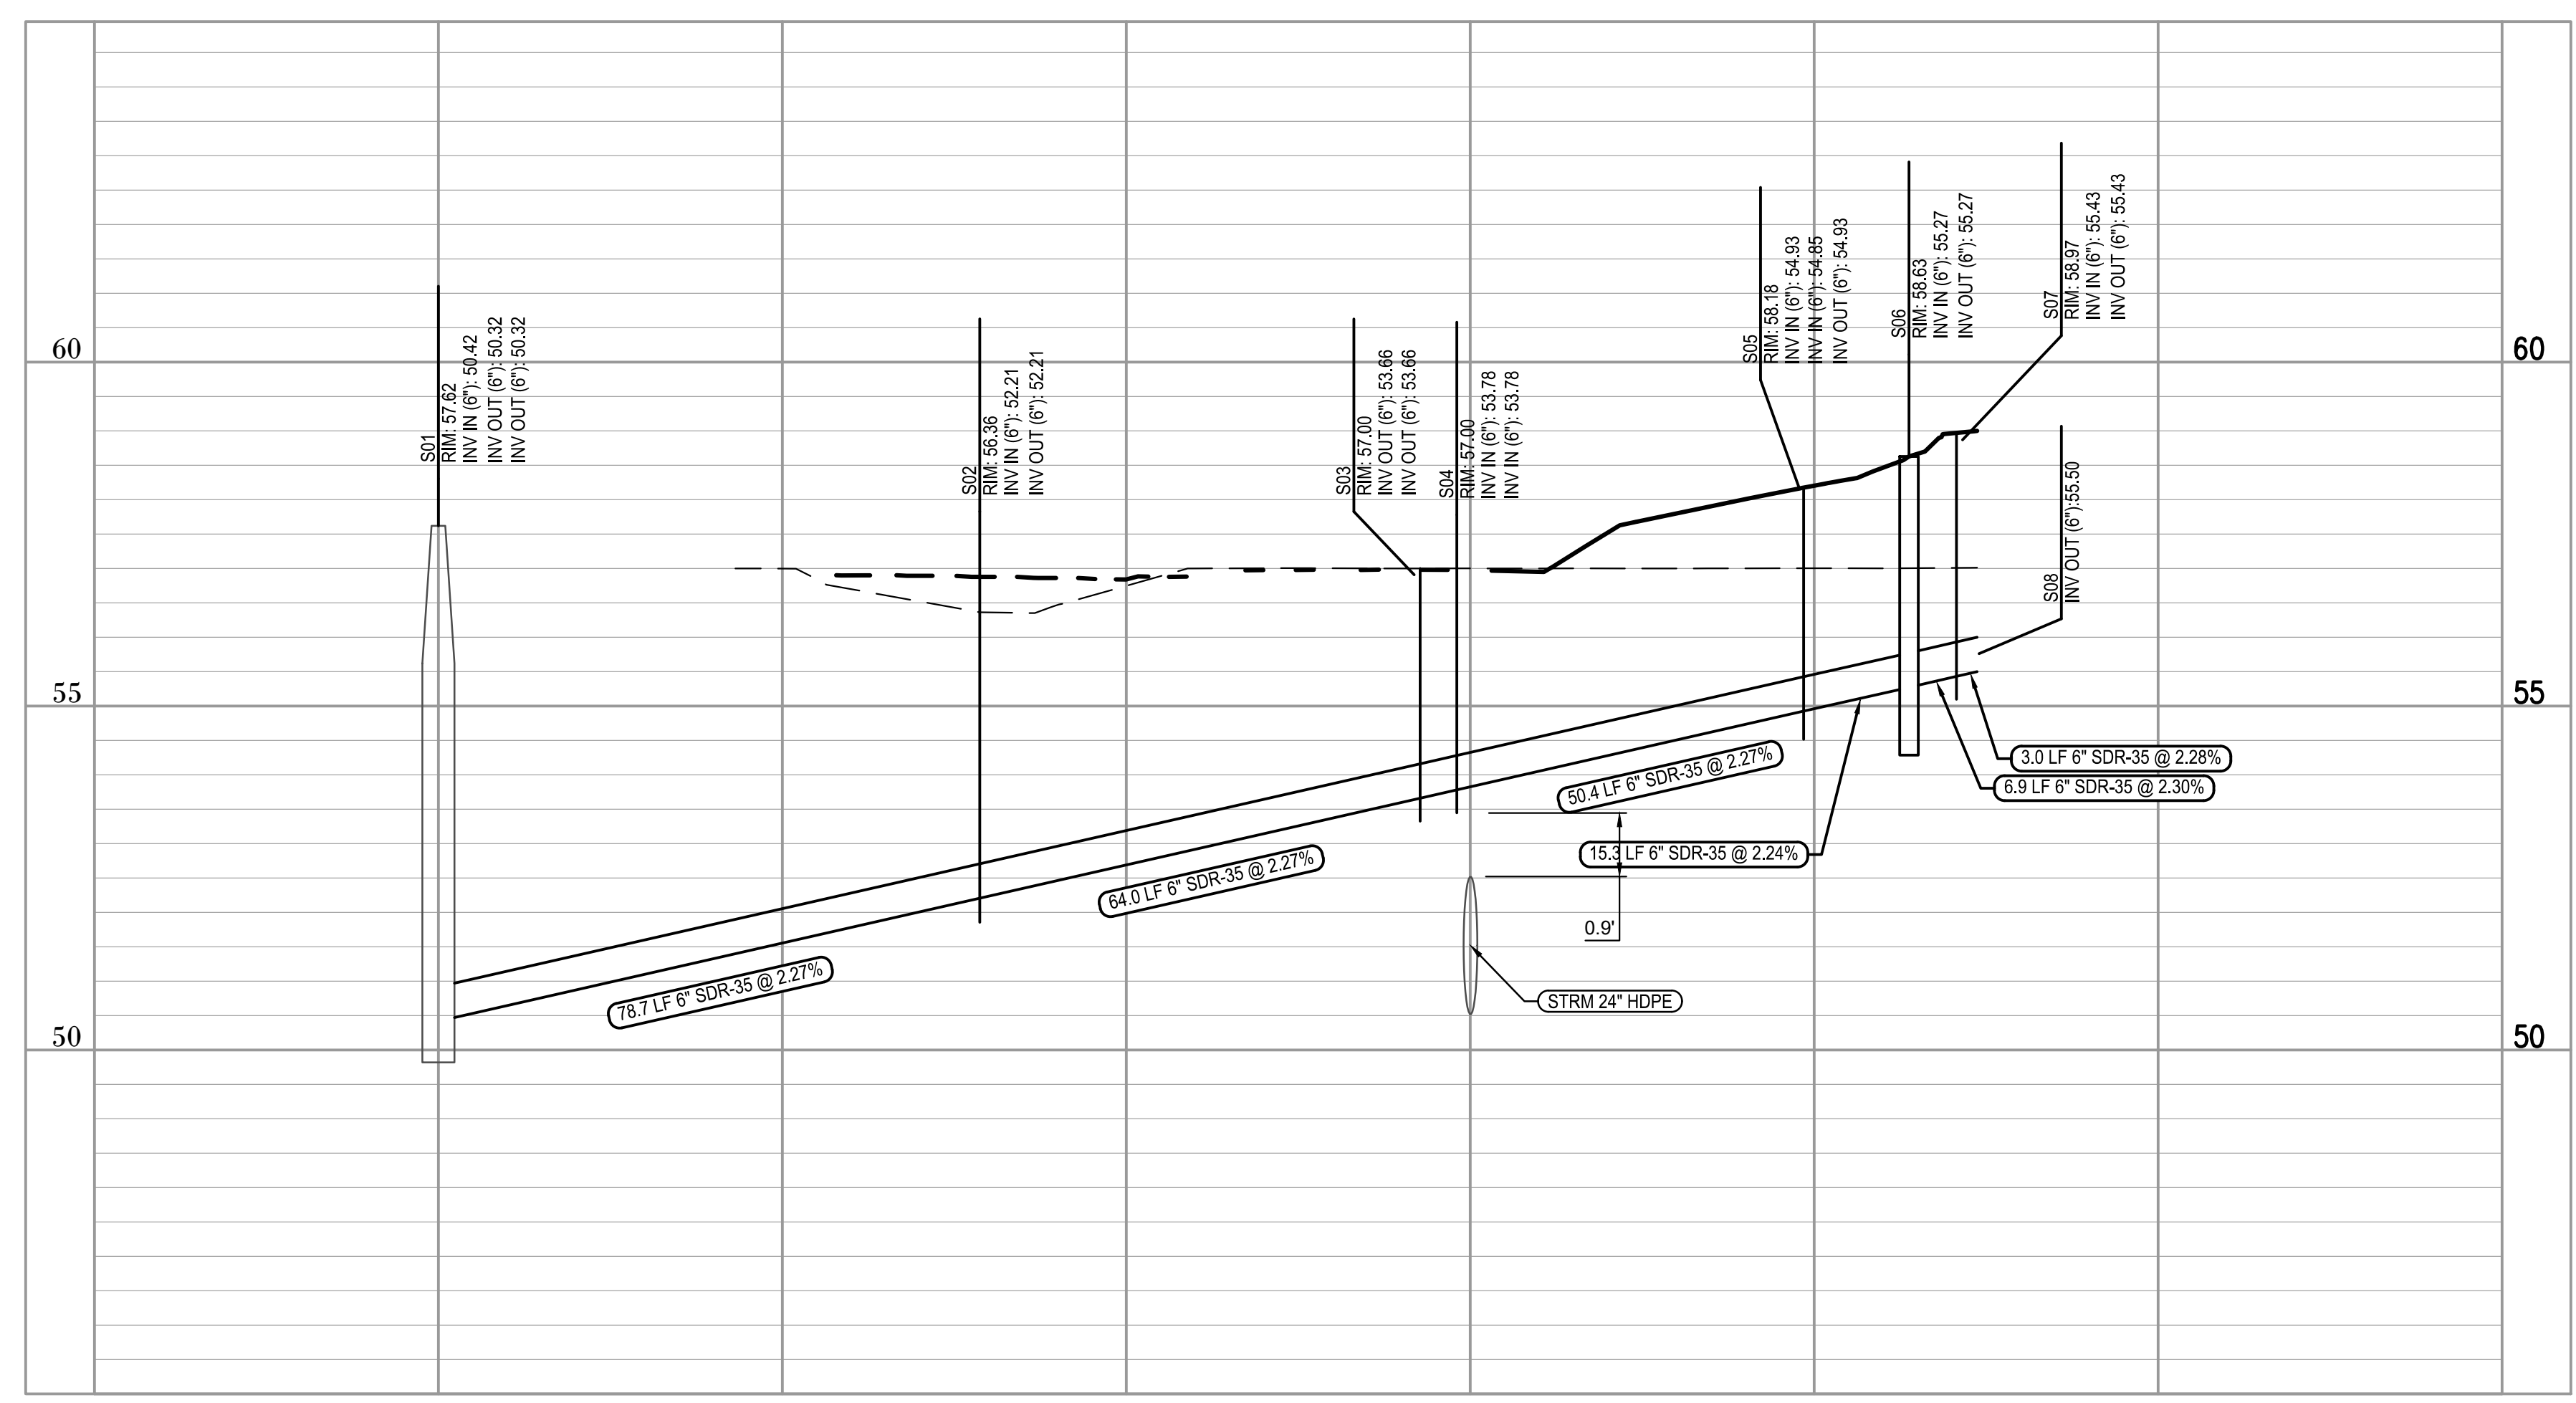 60
55
50
S01
RIM: 57.62
INV IN (6"): 50.42
INV OUT (6"): 50.32
INV OUT (6"): 50.32
S02
RIM: 56.36
INV IN (6"): 52.21
INV OUT (6"): 52.21
S03
RIM: 57.00
INV OUT (6"): 53.66
INV OUT (6"): 53.66
S04
RIM: 57.00
INV IN (6"): 53.78
INV IN (6"): 53.78
S05
RIM: 58.18
INV IN (6"): 54.93
INV IN (6"): 54.85
INV OUT (6"): 54.93
S06
RIM: 58.63
INV IN (6"): 55.27
INV OUT (6"): 55.27
S07
RIM: 58.97
INV IN (6"): 55.43
INV OUT (6"): 55.43
S08
INV OUT (6"):55.50
78.7 LF 6" SDR-35 @ 2.27%
64.0 LF 6" SDR-35 @ 2.27%
50.4 LF 6" SDR-35 @ 2.27%
15.3 LF 6" SDR-35 @ 2.24%
3.0 LF 6" SDR-35 @ 2.28%
6.9 LF 6" SDR-35 @ 2.30%
0.9'
STRM 24" HDPE
60
55
50